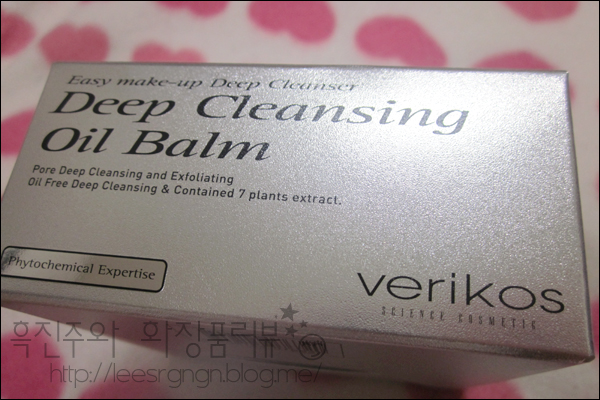 Easy make-up Deep Cleanser
Deep Cleansing
Oil Balm
Pore Deep Cleansing and Exfoliating
Oil Free Deep Cleansing & Contained 7 plants extract.
Phytochemical Expertise
verikos
SCIENCE COSMETIC
흑진주와 화장품리뷰
http://leesrgngn.blog.me/